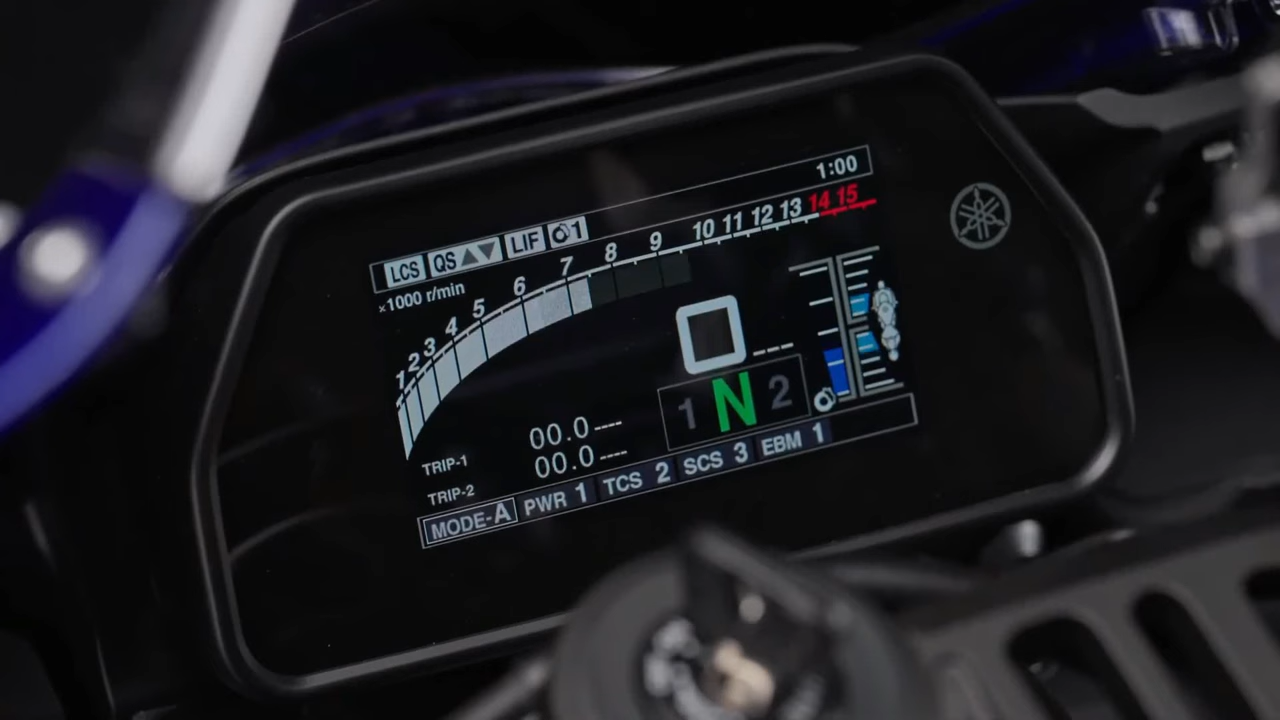 1:00
LCS QS LIF 1
×1000 r/min
1 2 3 4 5 6 7 8 9 10 11 12 13 14 15
1 N 2
TRIP-1 00.0 ----
TRIP-2 00.0 ----
MODE-A PWR 1 TCS 2 SCS 3 EBM 1